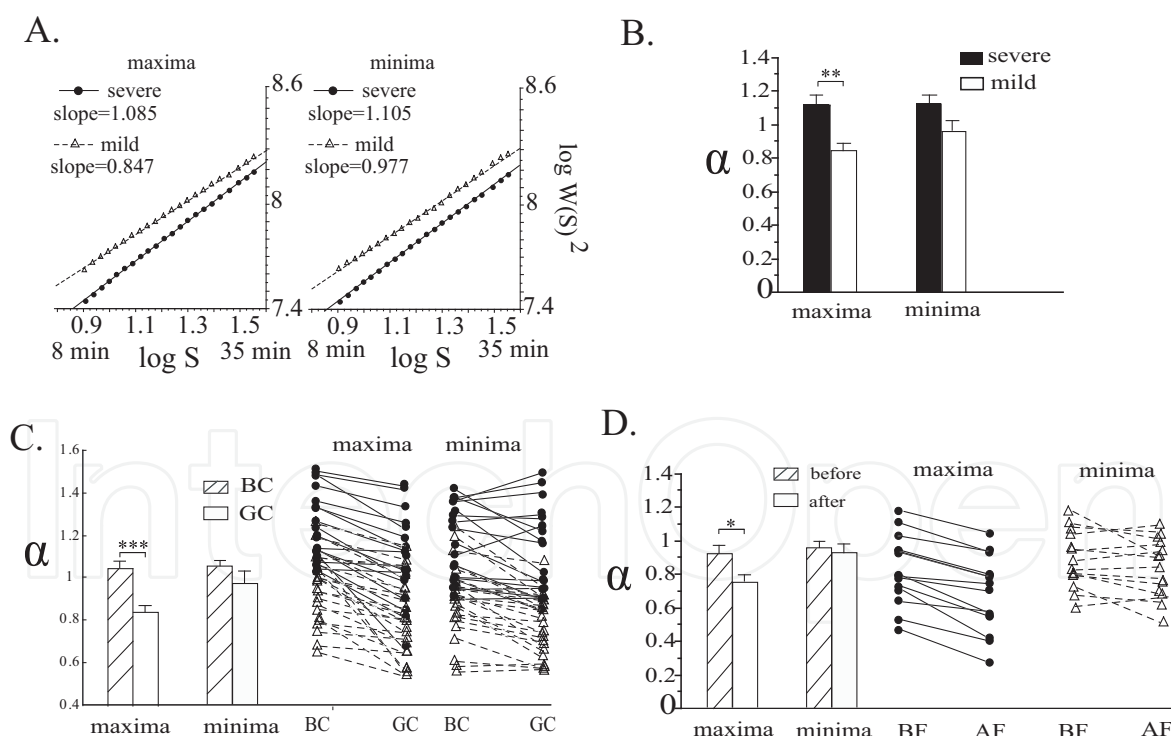 A.
maxima
severe
slope=1.085
mild
slope=0.847
8.6
8
7.4
0.9 1.1 1.3 1.5
8 min 35 min
log S
minima
severe
slope=1.105
mild
slope=0.977
8.6
8
7.4
log W(S)²
0.9 1.1 1.3 1.5
8 min 35 min
log S
B.
1.4
1.2
1
0.8
0.6
0.4
0.2
0
α
severe
mild
**
maxima minima
C.
1.6
1.4
1.2
1
0.8
0.6
0.4
α
BC
GC
***
maxima minima
maxima minima
BC GC BC GC
D.
1.4
1.2
1
0.8
0.6
0.4
0.2
0
α
before
after
*
maxima minima
maxima
minima
BF AF BF AF
IntechOpen